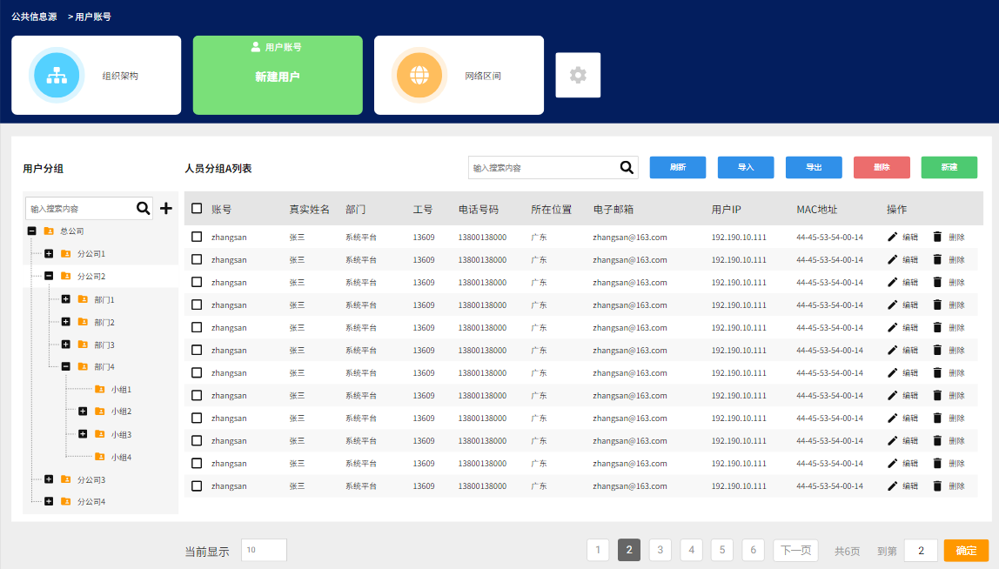 公共信息源 > 用户账号
组织架构
用户账号
新建用户
网络区间
用户分组
人员分组A列表
输入搜索内容
刷新 导入 导出 删除 新建
输入搜索内容
账号 真实姓名 部门 工号 电话号码 所在位置 电子邮箱 用户IP MAC地址 操作
总公司
分公司1
分公司2
部门1
部门2
部门3
部门4
小组1
小组2
小组3
小组4
分公司3
分公司4
zhangsan 张三 系统平台 13609 13800138000 广东 zhangsan@163.com 192.190.10.111 44-45-53-54-00-14 编辑 删除
zhangsan 张三 系统平台 13609 13800138000 广东 zhangsan@163.com 192.190.10.111 44-45-53-54-00-14 编辑 删除
zhangsan 张三 系统平台 13609 13800138000 广东 zhangsan@163.com 192.190.10.111 44-45-53-54-00-14 编辑 删除
zhangsan 张三 系统平台 13609 13800138000 广东 zhangsan@163.com 192.190.10.111 44-45-53-54-00-14 编辑 删除
zhangsan 张三 系统平台 13609 13800138000 广东 zhangsan@163.com 192.190.10.111 44-45-53-54-00-14 编辑 删除
zhangsan 张三 系统平台 13609 13800138000 广东 zhangsan@163.com 192.190.10.111 44-45-53-54-00-14 编辑 删除
zhangsan 张三 系统平台 13609 13800138000 广东 zhangsan@163.com 192.190.10.111 44-45-53-54-00-14 编辑 删除
zhangsan 张三 系统平台 13609 13800138000 广东 zhangsan@163.com 192.190.10.111 44-45-53-54-00-14 编辑 删除
zhangsan 张三 系统平台 13609 13800138000 广东 zhangsan@163.com 192.190.10.111 44-45-53-54-00-14 编辑 删除
zhangsan 张三 系统平台 13609 13800138000 广东 zhangsan@163.com 192.190.10.111 44-45-53-54-00-14 编辑 删除
zhangsan 张三 系统平台 13609 13800138000 广东 zhangsan@163.com 192.190.10.111 44-45-53-54-00-14 编辑 删除
zhangsan 张三 系统平台 13609 13800138000 广东 zhangsan@163.com 192.190.10.111 44-45-53-54-00-14 编辑 删除
当前显示 10 1 2 3 4 5 6 下一页 共6页 到第 2 确定